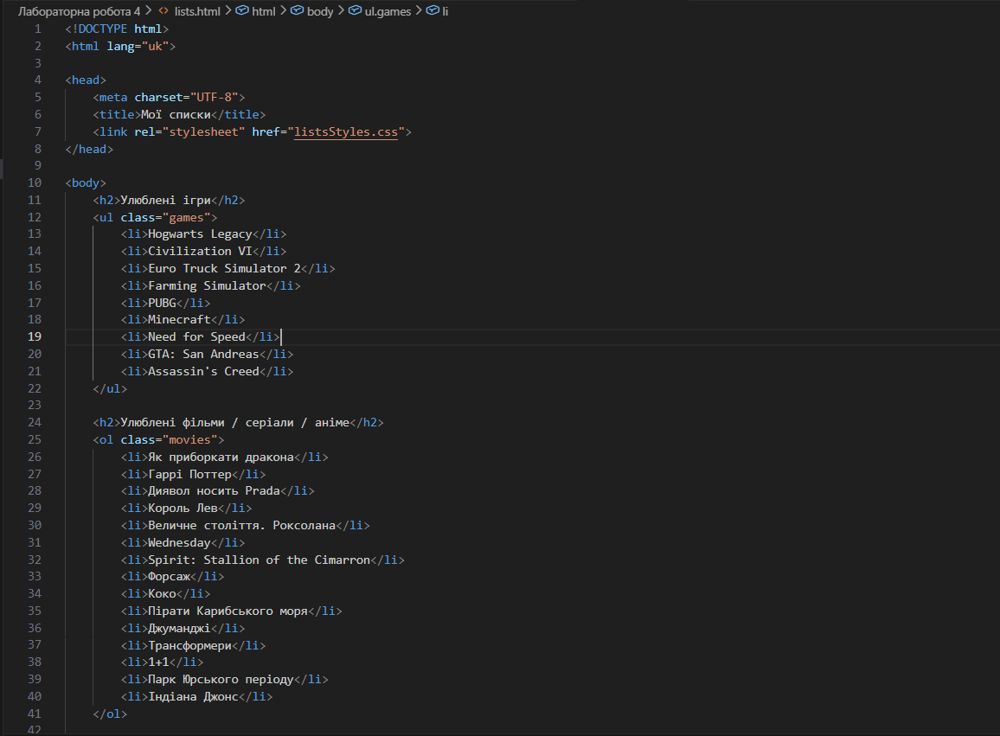 Лабораторна робота 4 > <> lists.html > html > body > ul.games > li
1 <!DOCTYPE html>
2 <html lang="uk">
3
4 <head>
5     <meta charset="UTF-8">
6     <title>Мої списки</title>
7     <link rel="stylesheet" href="listsStyles.css">
8 </head>
9
10 <body>
11     <h2>Улюблені ігри</h2>
12     <ul class="games">
13         <li>Hogwarts Legacy</li>
14         <li>Civilization VI</li>
15         <li>Euro Truck Simulator 2</li>
16         <li>Farming Simulator</li>
17         <li>PUBG</li>
18         <li>Minecraft</li>
19         <li>Need for Speed</li>
20         <li>GTA: San Andreas</li>
21         <li>Assassin's Creed</li>
22     </ul>
23
24     <h2>Улюблені фільми / серіали / аніме</h2>
25     <ol class="movies">
26         <li>Як приборкати дракона</li>
27         <li>Гаррі Поттер</li>
28         <li>Диявол носить Prada</li>
29         <li>Король Лев</li>
30         <li>Величне століття. Роксолана</li>
31         <li>Wednesday</li>
32         <li>Spirit: Stallion of the Cimarron</li>
33         <li>Форсаж</li>
34         <li>Коко</li>
35         <li>Пірати Карибського моря</li>
36         <li>Джуманджі</li>
37         <li>Трансформери</li>
38         <li>1+1</li>
39         <li>Парк Юрського періоду</li>
40         <li>Індіана Джонс</li>
41     </ol>
42